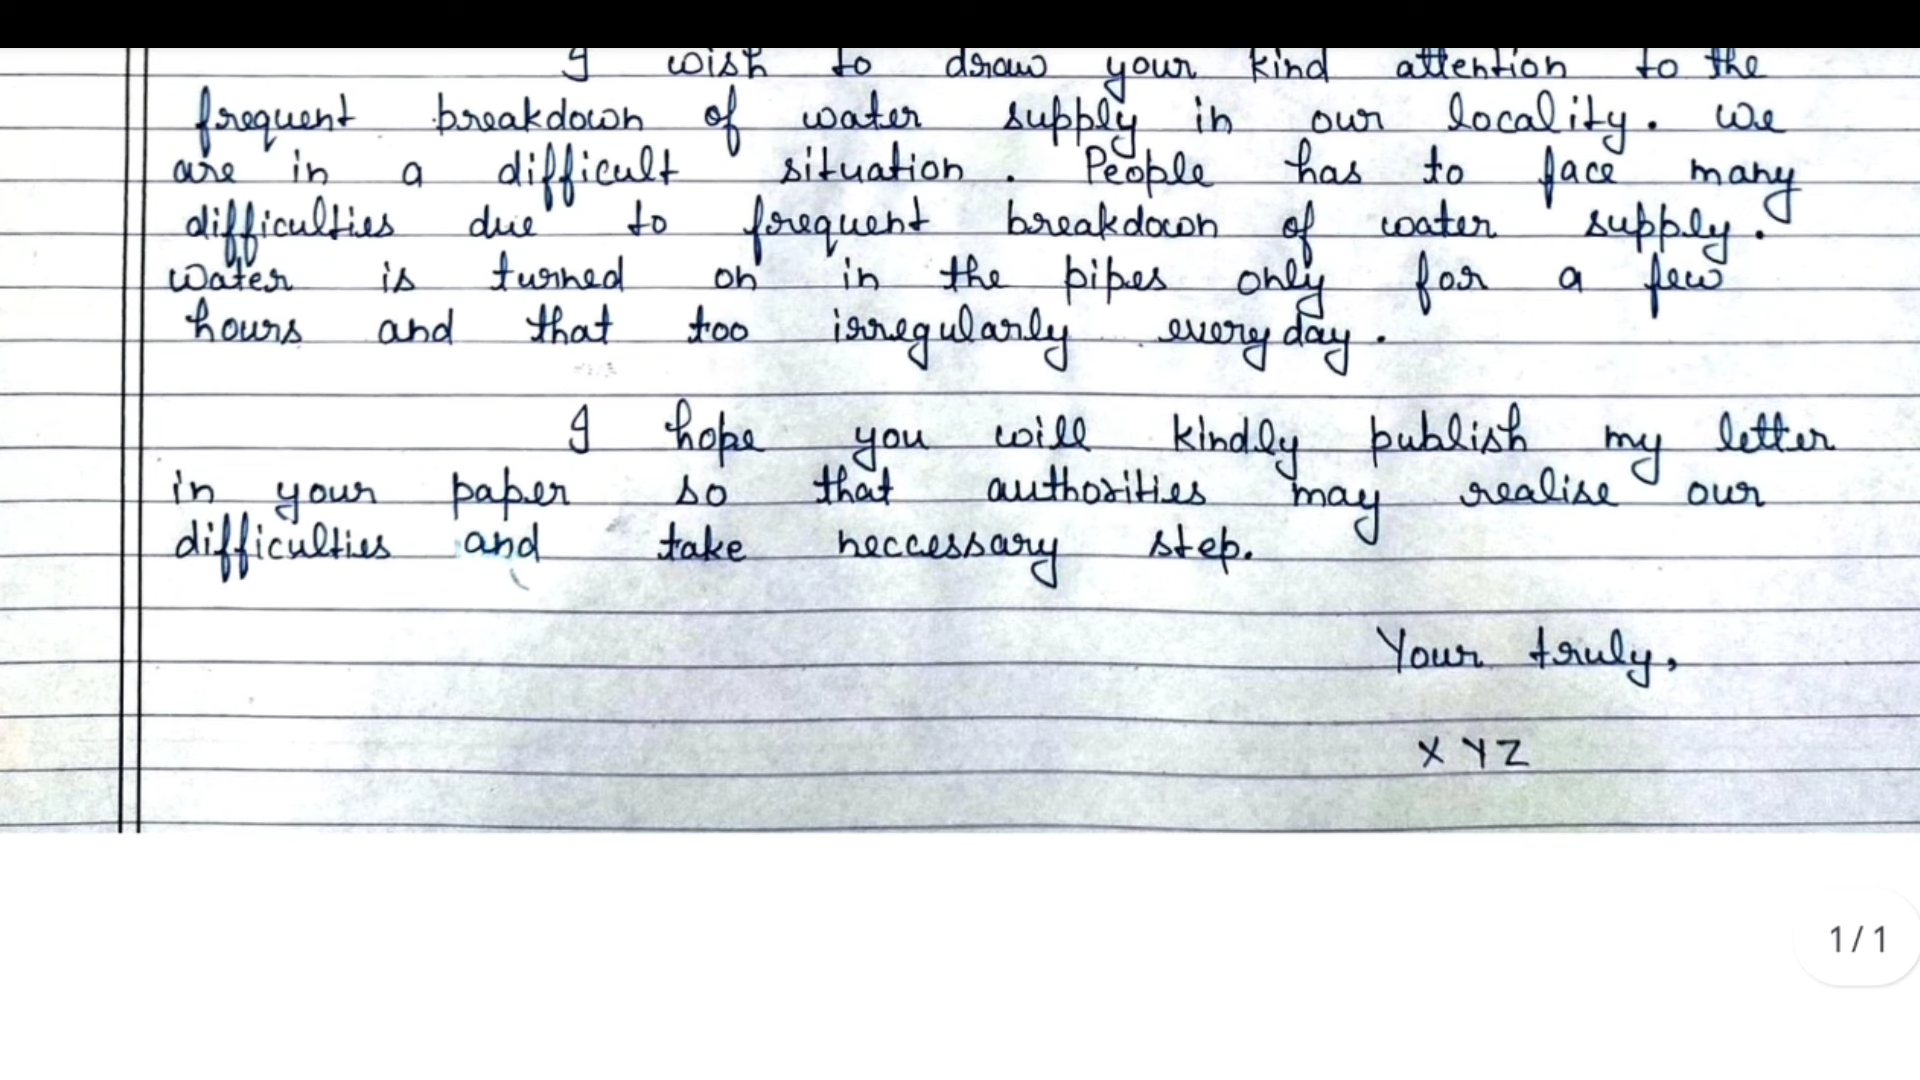 I wish to draw your kind attention to the
frequent breakdown of water supply in our locality. We
are in a difficult situation. People has to face many
difficulties due to frequent breakdown of water supply.
Water is turned on in the pipes only for a few
hours and that too irregularly every day.
I hope you will kindly publish my letter
in your paper so that authorities may realise our
difficulties and take neccessary step.
Your truly,
XYZ
1/1